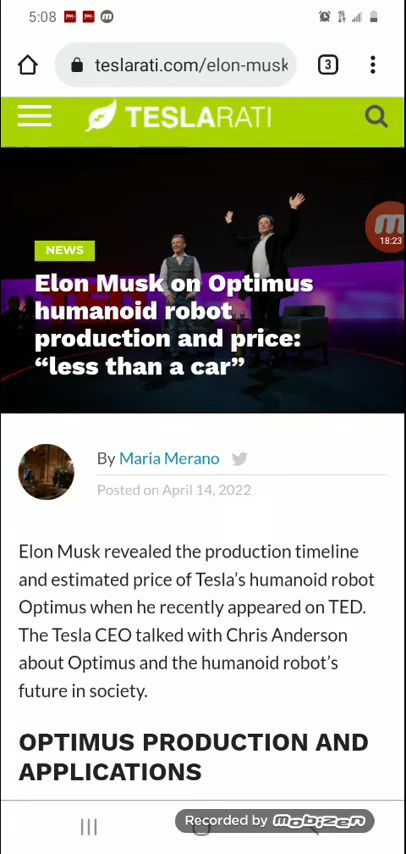 5:08
teslarati.com/elon-musk
3
TESLARATI
18:23
NEWS
Elon Musk on Optimus
humanoid robot
production and price:
“less than a car”
By Maria Merano
Posted on April 14, 2022
Elon Musk revealed the production timeline
and estimated price of Tesla’s humanoid robot
Optimus when he recently appeared on TED.
The Tesla CEO talked with Chris Anderson
about Optimus and the humanoid robot’s
future in society.
OPTIMUS PRODUCTION AND
APPLICATIONS
Recorded by mobizen